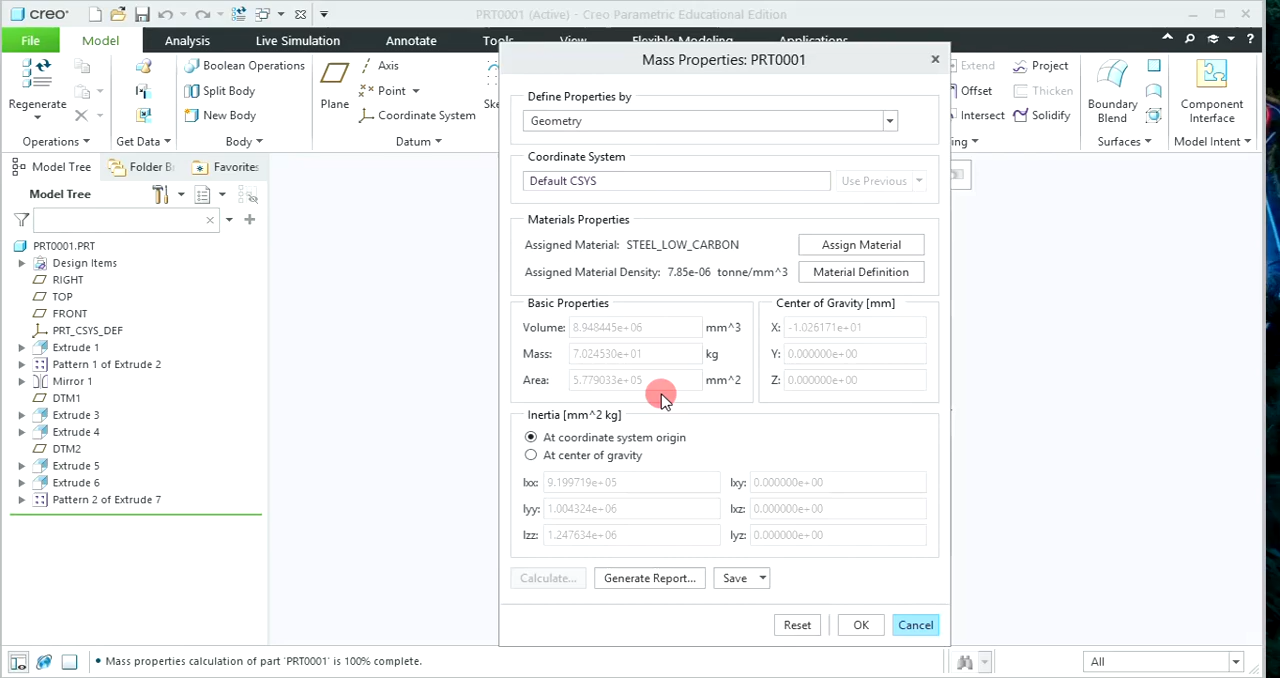 creo®
PRT0001 (Active) - Creo Parametric Educational Edition
File Model Analysis Live Simulation Annotate Tools View Flexible Modeling Applications
Regenerate
Operations
Get Data
Boolean Operations
Split Body
New Body
Body
Plane
Axis
Point
Coordinate System
Datum
Extend
Offset
Intersect
Project
Thicken
Solidify
Boundary
Blend
Surfaces
Component
Interface
Model Intent
Model Tree
Favorites
Model Tree
PRT0001.PRT
Design Items
RIGHT
TOP
FRONT
PRT_CSYS_DEF
Extrude 1
Pattern 1 of Extrude 2
Mirror 1
DTM1
Extrude 3
Extrude 4
DTM2
Extrude 5
Extrude 6
Pattern 2 of Extrude 7
Mass Properties: PRT0001
Define Properties by
Geometry
Coordinate System
Default CSYS
Use Previous
Materials Properties
Assigned Material: STEEL_LOW_CARBON
Assign Material
Assigned Material Density: 7.85e-06 tonne/mm^3
Material Definition
Basic Properties
Volume: 8.948445e+06 mm^3
Mass: 7.024530e+01 kg
Area: 5.779033e+05 mm^2
Center of Gravity [mm]
X: -1.026171e+01
Y: 0.000000e+00
Z: 0.000000e+00
Inertia [mm^2 kg]
At coordinate system origin
At center of gravity
Ixx: 9.199719e+05 Ixy: 0.000000e+00
Iyy: 1.004324e+06 Ixz: 0.000000e+00
Izz: 1.247634e+06 Iyz: 0.000000e+00
Calculate... Generate Report... Save
Reset OK Cancel
• Mass properties calculation of part 'PRT0001' is 100% complete.
All